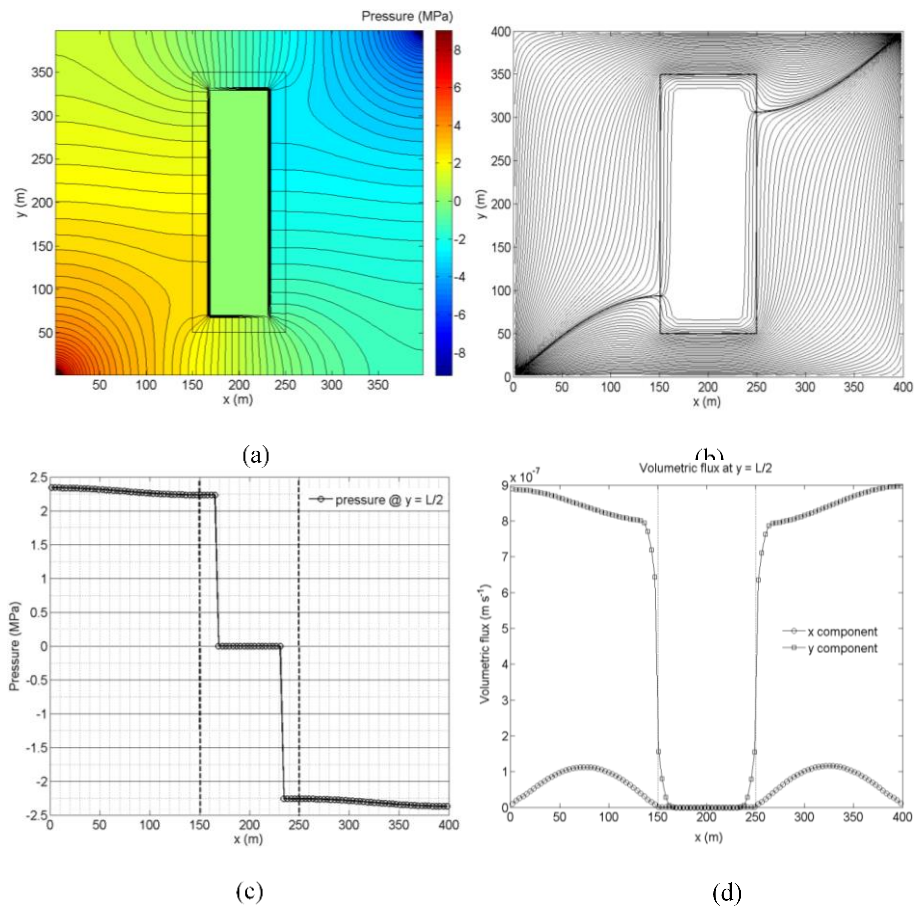 Pressure (MPa)
350
300
250
200
150
100
50
y (m)
50 100 150 200 250 300 350
x (m)
8
6
4
2
0
-2
-4
-6
-8
(a)
400
350
300
250
200
150
100
50
0
y (m)
0 50 100 150 200 250 300 350 400
x (m)
(b)
2.5
2
1.5
1
0.5
0
-0.5
-1
-1.5
-2
-2.5
Pressure (MPa)
pressure @ y = L/2
0 50 100 150 200 250 300 350 400
x (m)
(c)
Volumetric flux at y = L/2
x 10⁻⁷
9
8
7
6
5
4
3
2
1
0
Volumetric flux (m s⁻¹)
x component
y component
0 50 100 150 200 250 300 350 400
x (m)
(d)